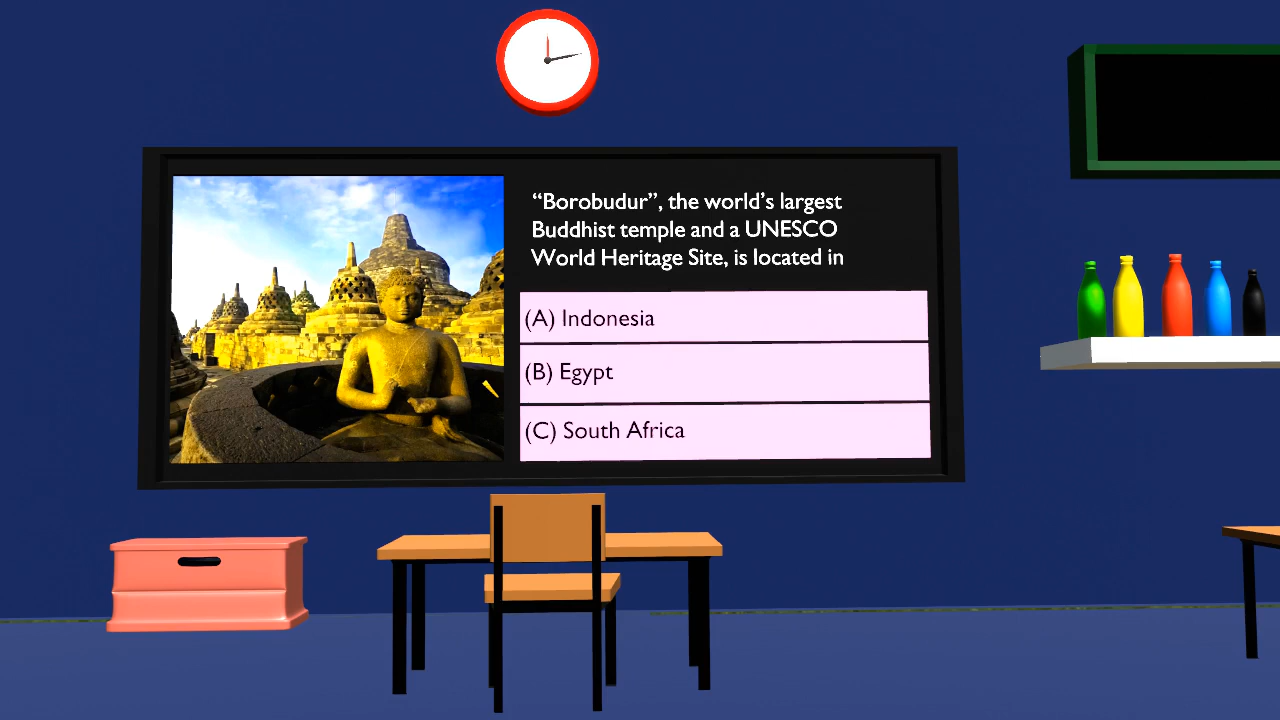 “Borobudur”, the world’s largest
Buddhist temple and a UNESCO
World Heritage Site, is located in
(A) Indonesia
(B) Egypt
(C) South Africa